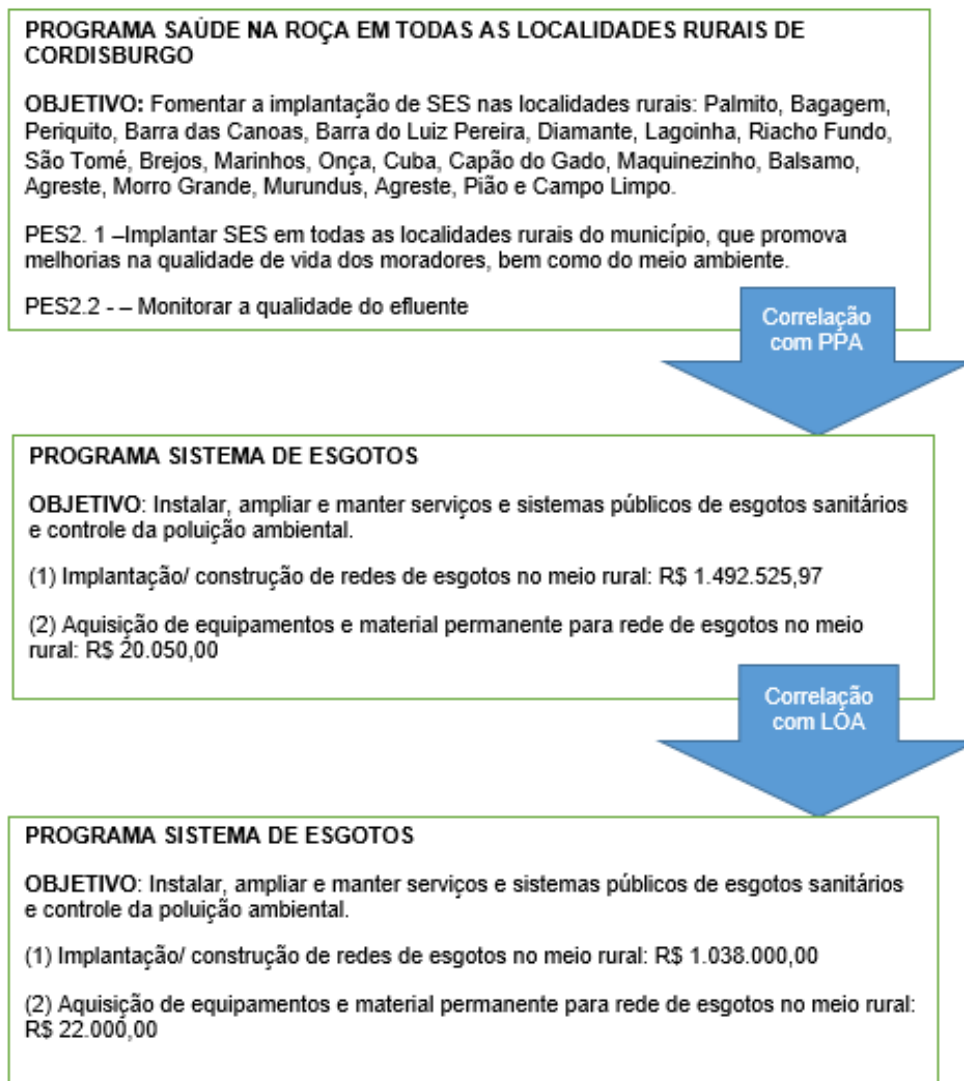 PROGRAMA SAÚDE NA ROÇA EM TODAS AS LOCALIDADES RURAIS DE
CORDISBURGO
OBJETIVO: Fomentar a implantação de SES nas localidades rurais: Palmito, Bagagem,
Periquito, Barra das Canoas, Barra do Luiz Pereira, Diamante, Lagoinha, Riacho Fundo,
São Tomé, Brejos, Marinhos, Onça, Cuba, Capão do Gado, Maquinezinho, Balsamo,
Agreste, Morro Grande, Murundus, Agreste, Pião e Campo Limpo.
PES2. 1 –Implantar SES em todas as localidades rurais do município, que promova
melhorias na qualidade de vida dos moradores, bem como do meio ambiente.
PES2.2 - – Monitorar a qualidade do efluente
Correlação
com PPA
PROGRAMA SISTEMA DE ESGOTOS
OBJETIVO: Instalar, ampliar e manter serviços e sistemas públicos de esgotos sanitários
e controle da poluição ambiental.
(1) Implantação/ construção de redes de esgotos no meio rural: R$ 1.492.525,97
(2) Aquisição de equipamentos e material permanente para rede de esgotos no meio
rural: R$ 20.050,00
Correlação
com LOA
PROGRAMA SISTEMA DE ESGOTOS
OBJETIVO: Instalar, ampliar e manter serviços e sistemas públicos de esgotos sanitários
e controle da poluição ambiental.
(1) Implantação/ construção de redes de esgotos no meio rural: R$ 1.038.000,00
(2) Aquisição de equipamentos e material permanente para rede de esgotos no meio rural:
R$ 22.000,00